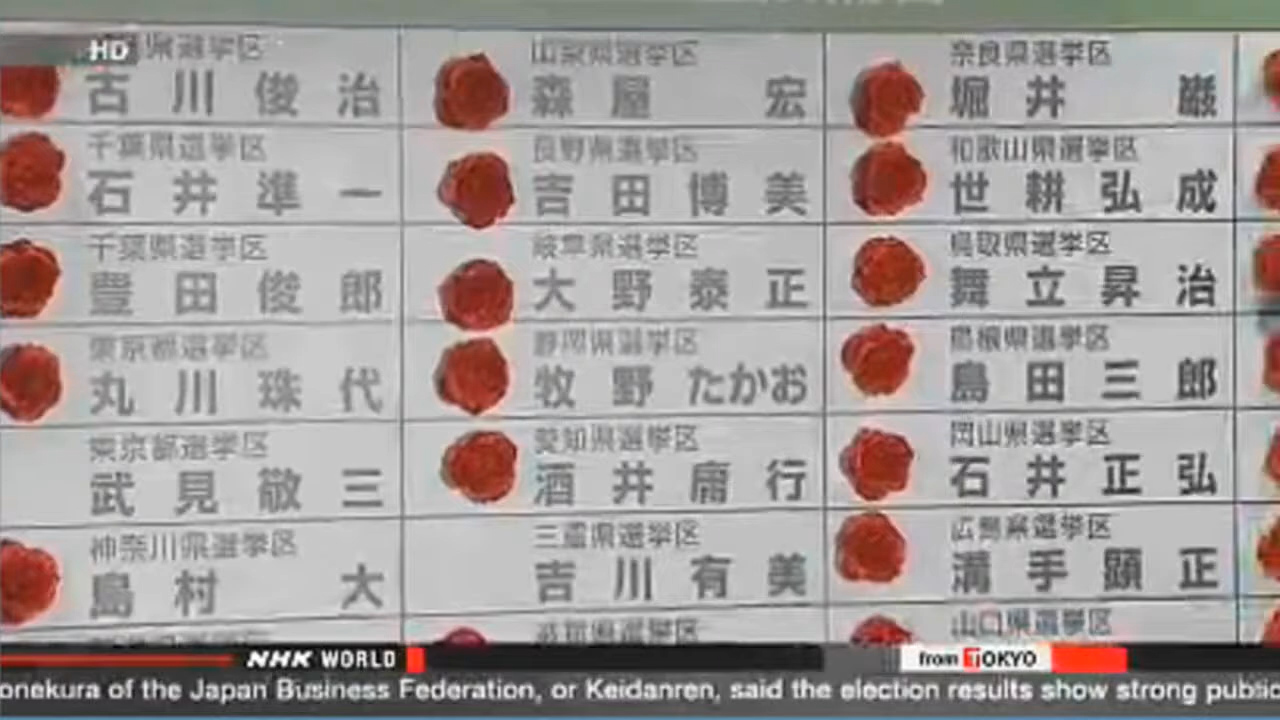 HD
県選挙区
古川俊治
千葉県選挙区
石井準一
千葉県選挙区
豊田俊郎
東京都選挙区
丸川珠代
東京都選挙区
武見敬三
神奈川県選挙区
島村大
山梨県選挙区
森屋宏
長野県選挙区
吉田博美
岐阜県選挙区
大野泰正
静岡県選挙区
牧野たかお
愛知県選挙区
酒井庸行
三重県選挙区
吉川有美
滋賀県選挙区
奈良県選挙区
堀井巌
和歌山県選挙区
世耕弘成
鳥取県選挙区
舞立昇治
島根県選挙区
島田三郎
岡山県選挙区
石井正弘
広島県選挙区
溝手顕正
山口県選挙区
NHK WORLD
from TOKYO
onekura of the Japan Business Federation, or Keidanren, said the election results show strong public